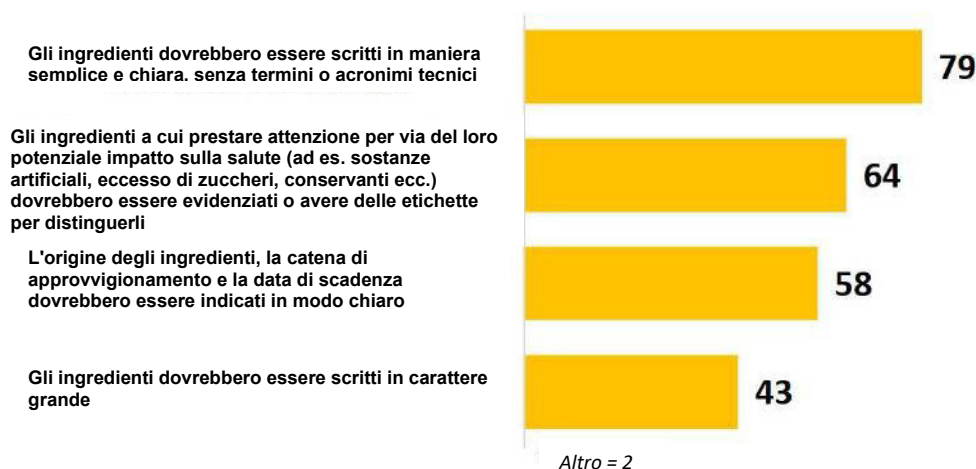 Gli ingredienti dovrebbero essere scritti in maniera
semplice e chiara, senza termini o acronimi tecnici
79
Gli ingredienti a cui prestare attenzione per via del loro
potenziale impatto sulla salute (ad es. sostanze
artificiali, eccesso di zuccheri, conservanti ecc.)
dovrebbero essere evidenziati o avere delle etichette
per distinguerli
64
L'origine degli ingredienti, la catena di
approvvigionamento e la data di scadenza
dovrebbero essere indicati in modo chiaro
58
Gli ingredienti dovrebbero essere scritti in carattere
grande
43
Altro = 2